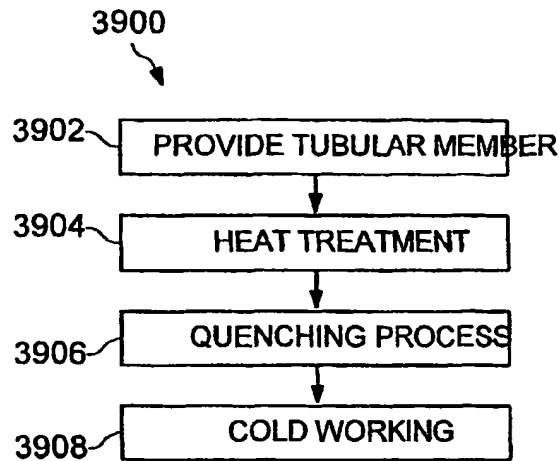 3900
3902 PROVIDE TUBULAR MEMBER
3904 HEAT TREATMENT
3906 QUENCHING PROCESS
3908 COLD WORKING